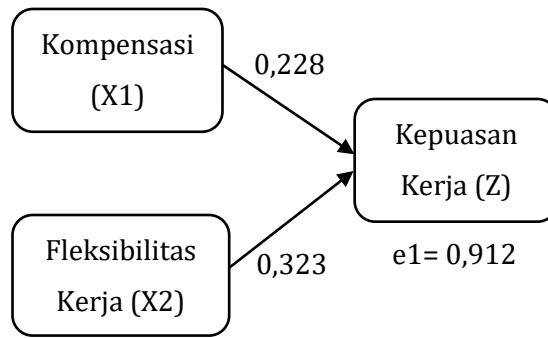 Kompensasi
(X1)
0,228
Kepuasan
Kerja (Z)
Fleksibilitas
Kerja (X2)
0,323
e1= 0,912